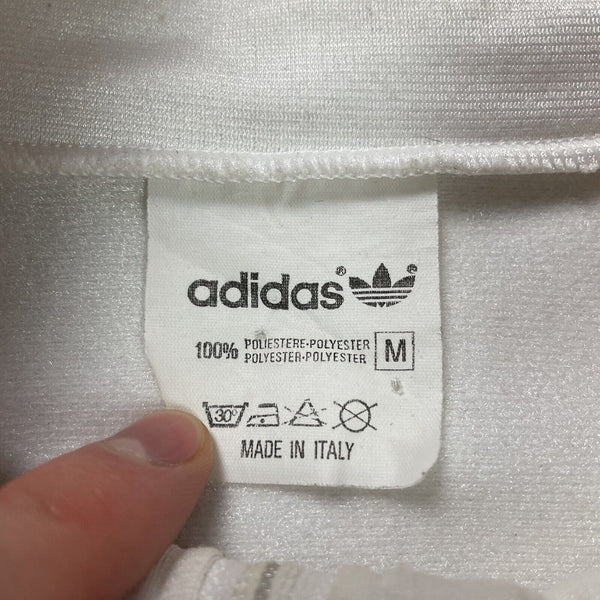 adidas®®
100% POLIESTERE-POLYESTER M
POLYESTER-POLYESTER
30°
MADE IN ITALY